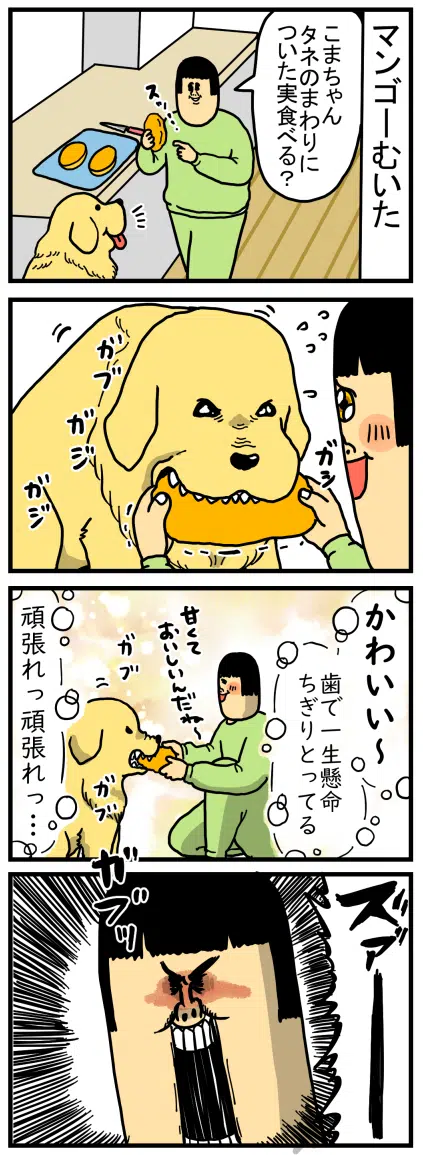 マンゴーむいた
こまちゃん
タネのまわりに
ついた実食べる？
スッ…
ガブ
ガジ
ガジ
ガシ
かわいい〜
歯で一生懸命
ちぎりとってる
甘くて
おいしいんだね〜
ガブ
ガブ
頑張れっ頑張れっ…
ズアーー
ガブッ